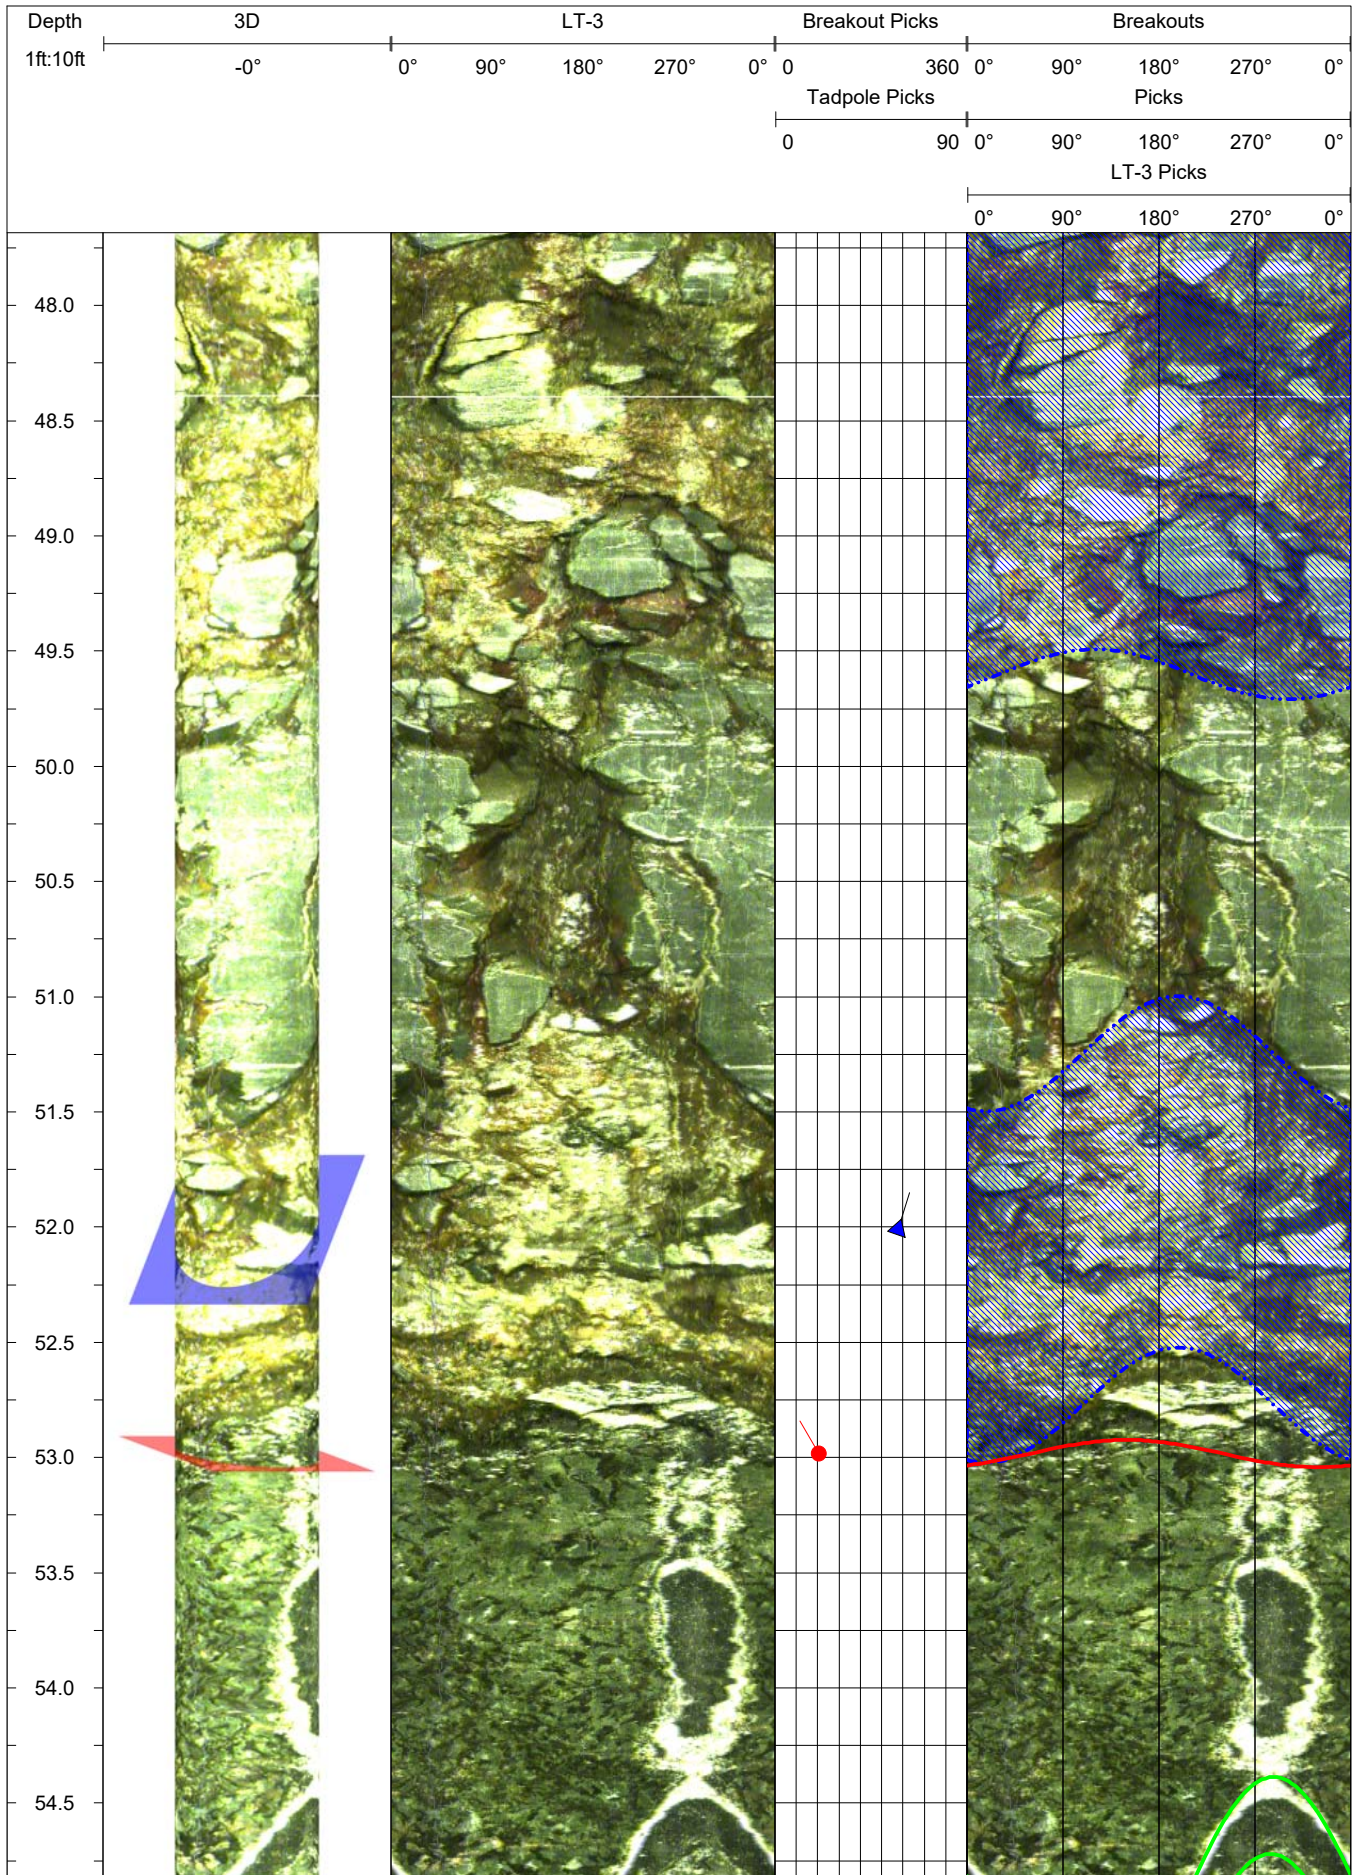 Depth 3D LT-3 Breakout Picks Breakouts
1ft:10ft -0° 0° 90° 180° 270° 0° 0 360 0° 90° 180° 270° 0°
Tadpole Picks Picks
0 90 0° 90° 180° 270° 0°
LT-3 Picks
0° 90° 180° 270° 0°
48.0
48.5
49.0
49.5
50.0
50.5
51.0
51.5
52.0
52.5
53.0
53.5
54.0
54.5